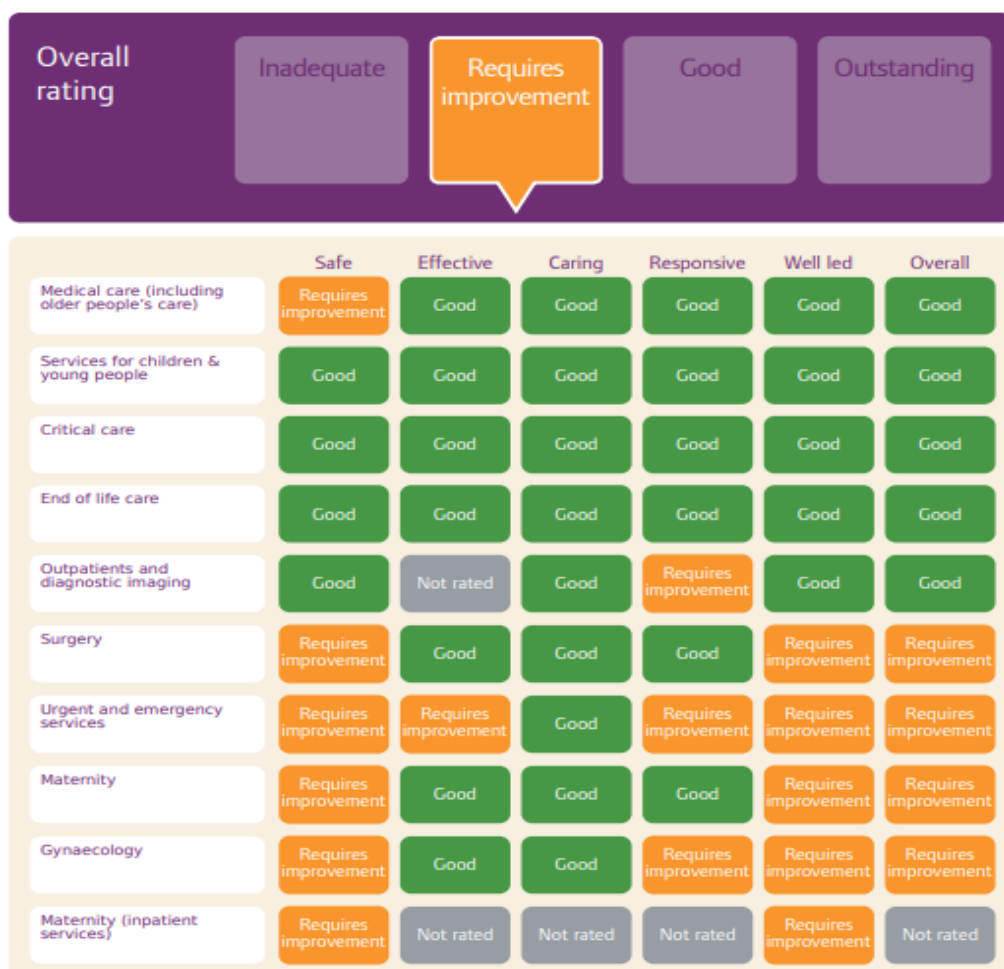 Overall
rating
Inadequate
Requires
improvement
Good
Outstanding
Safe Effective Caring Responsive Well led Overall
Medical care (including
older people's care)
Requires
improvement
Good Good Good Good Good
Services for children &
young people
Good Good Good Good Good Good
Critical care
Good Good Good Good Good Good
End of life care
Good Good Good Good Good Good
Outpatients and
diagnostic imaging
Good Not rated Good
Requires
improvement
Good Good
Surgery
Requires
improvement
Good Good Good
Requires
improvement
Requires
improvement
Urgent and emergency
services
Requires
improvement
Requires
improvement
Good
Requires
improvement
Requires
improvement
Requires
improvement
Maternity
Requires
improvement
Good Good Good
Requires
improvement
Requires
improvement
Gynaecology
Requires
improvement
Good Good
Requires
improvement
Requires
improvement
Requires
improvement
Maternity (inpatient
services)
Requires
improvement
Not rated Not rated Not rated
Requires
improvement
Not rated